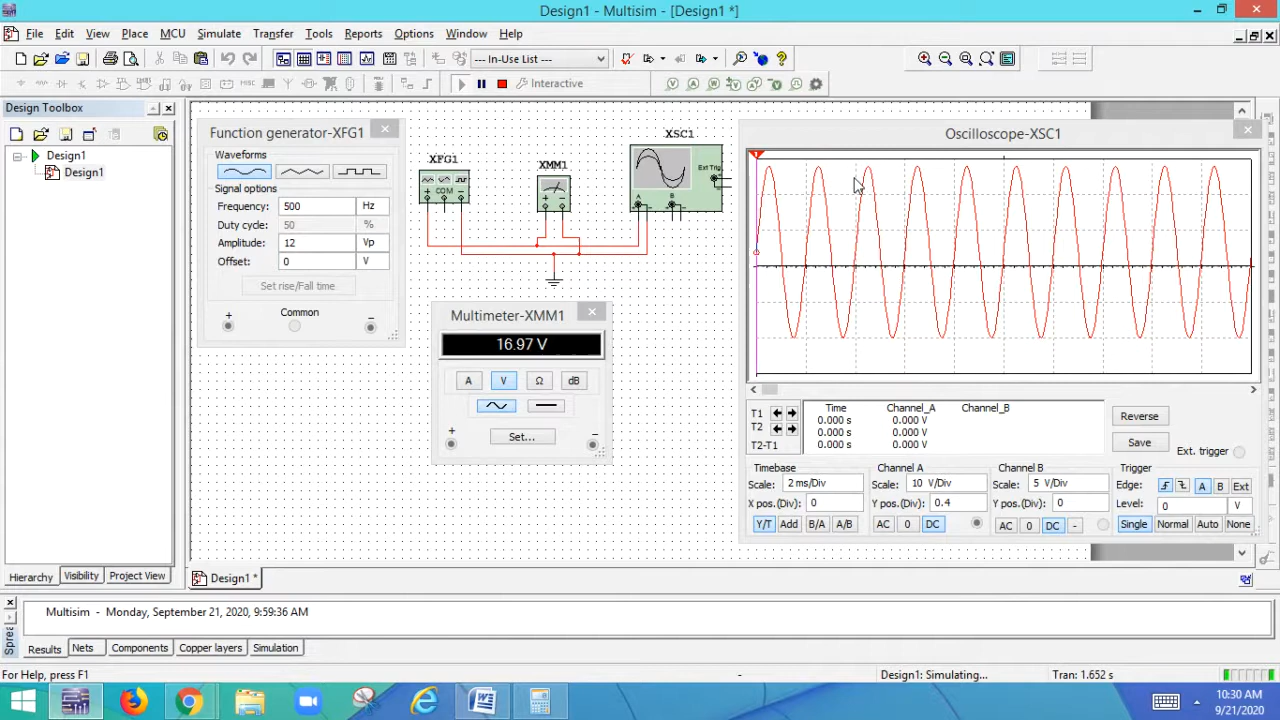 Design1 - Multisim - [Design1 *]
File Edit View Place MCU Simulate Transfer Tools Reports Options Window Help
--- In-Use List ---
Interactive
Design Toolbox
Design1
Design1
Function generator-XFG1
Waveforms
Signal options
Frequency: 500 Hz
Duty cycle: 50 %
Amplitude: 12 Vp
Offset: 0 V
Set rise/Fall time
+ Common −
XFG1
COM
XMM1
XSC1
Ext Trig
A B
Multimeter-XMM1
16.97 V
A V Ω dB
Set...
+ −
Oscilloscope-XSC1
Time Channel_A Channel_B
T1 0.000 s 0.000 V
T2 0.000 s 0.000 V
T2-T1 0.000 s 0.000 V
Reverse
Save
Ext. trigger
Timebase
Scale: 2 ms/Div
X pos.(Div): 0
Y/T Add B/A A/B
Channel A
Scale: 10 V/Div
Y pos.(Div): 0.4
AC 0 DC
Channel B
Scale: 5 V/Div
Y pos.(Div): 0
AC 0 DC -
Trigger
Edge: A B Ext
Level: 0 V
Single Normal Auto None
Hierarchy Visibility Project View
Design1 *
Multisim - Monday, September 21, 2020, 9:59:36 AM
Spre
Results Nets Components Copper layers Simulation
For Help, press F1
-
Design1: Simulating...
Tran: 1.652 s
10:30 AM
9/21/2020